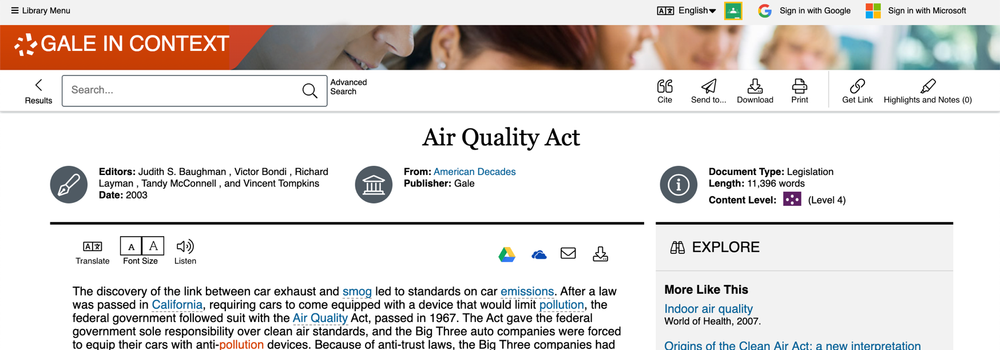 Library Menu
English
Sign in with Google
Sign in with Microsoft
GALE IN CONTEXT
Results
Search...
Advanced
Search
Cite
Send to...
Download
Print
Get Link
Highlights and Notes (0)
Air Quality Act
Editors: Judith S. Baughman , Victor Bondi , Richard
Layman , Tandy McConnell , and Vincent Tompkins
Date: 2003
From: American Decades
Publisher: Gale
Document Type: Legislation
Length: 11,396 words
Content Level: (Level 4)
Translate
A A
Font Size
Listen
The discovery of the link between car exhaust and smog led to standards on car emissions. After a law
was passed in California, requiring cars to come equipped with a device that would limit pollution, the
federal government followed suit with the Air Quality Act, passed in 1967. The Act gave the federal
government sole responsibility over clean air standards, and the Big Three auto companies were forced
to equip their cars with anti-pollution devices. Because of anti-trust laws, the Big Three companies had
EXPLORE
More Like This
Indoor air quality
World of Health, 2007.
Origins of the Clean Air Act: a new interpretation